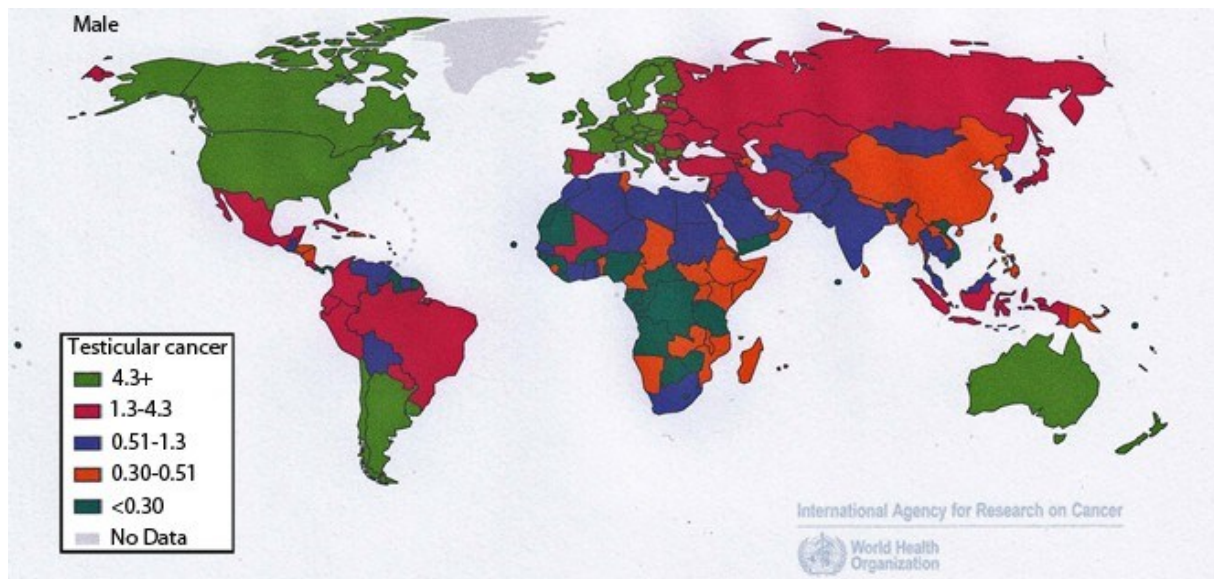 Male
Testicular cancer
4.3+
1.3-4.3
0.51-1.3
0.30-0.51
<0.30
No Data
International Agency for Research on Cancer
World Health
Organization